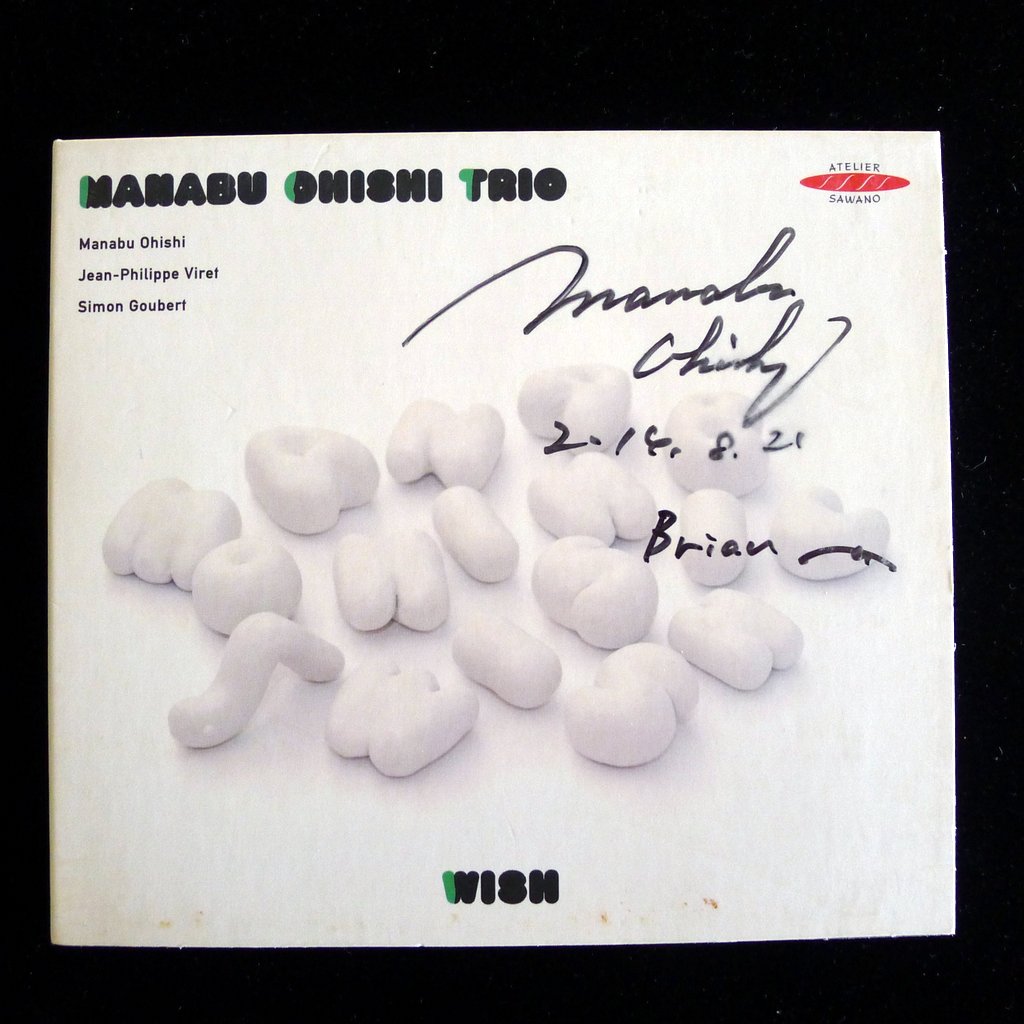 MANABU OHISHI TRIO
Manabu Ohishi
Jean-Philippe Viret
Simon Goubert
ATELIER
SAWANO
Manabu
Ohishi
2.14. 8. 21
Brian
WISH